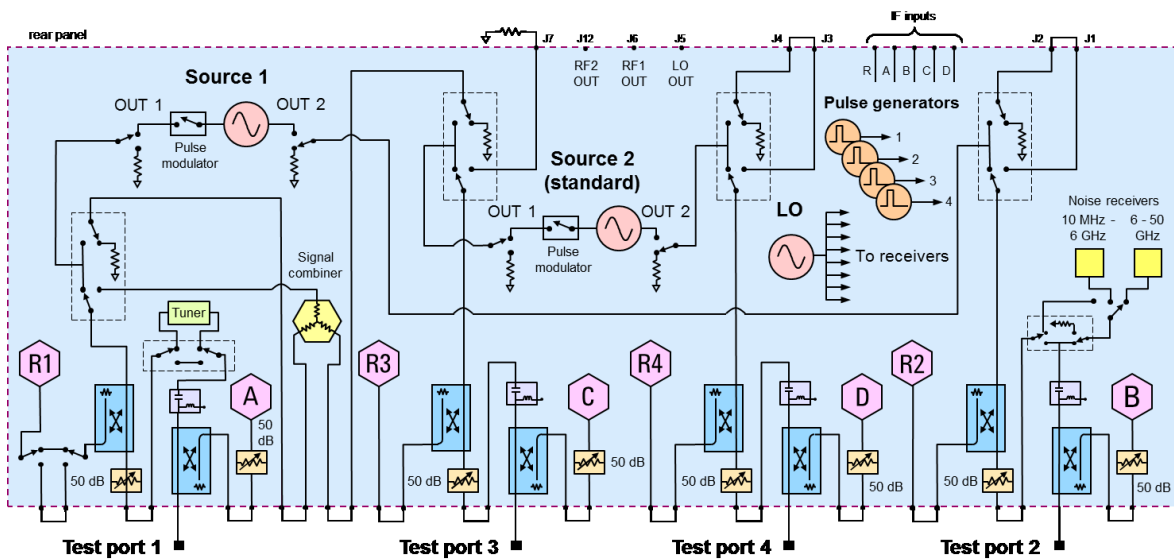 rear panel
J7
J12
J6
J5
J4
J3
IF inputs
J2
J1
RF2
OUT
RF1
OUT
LO
OUT
R
A
B
C
D
Source 1
OUT 1
OUT 2
Pulse
modulator
Pulse generators
1
2
3
4
Source 2
(standard)
OUT 1
OUT 2
Pulse
modulator
LO
To receivers
Noise receivers
10 MHz -
6 GHz
6 - 50
GHz
Signal
combiner
Tuner
R1
A
R3
C
R4
D
R2
B
50
dB
50 dB
50 dB
50 dB
50 dB
50 dB
50 dB
50 dB
Test port 1
Test port 3
Test port 4
Test port 2